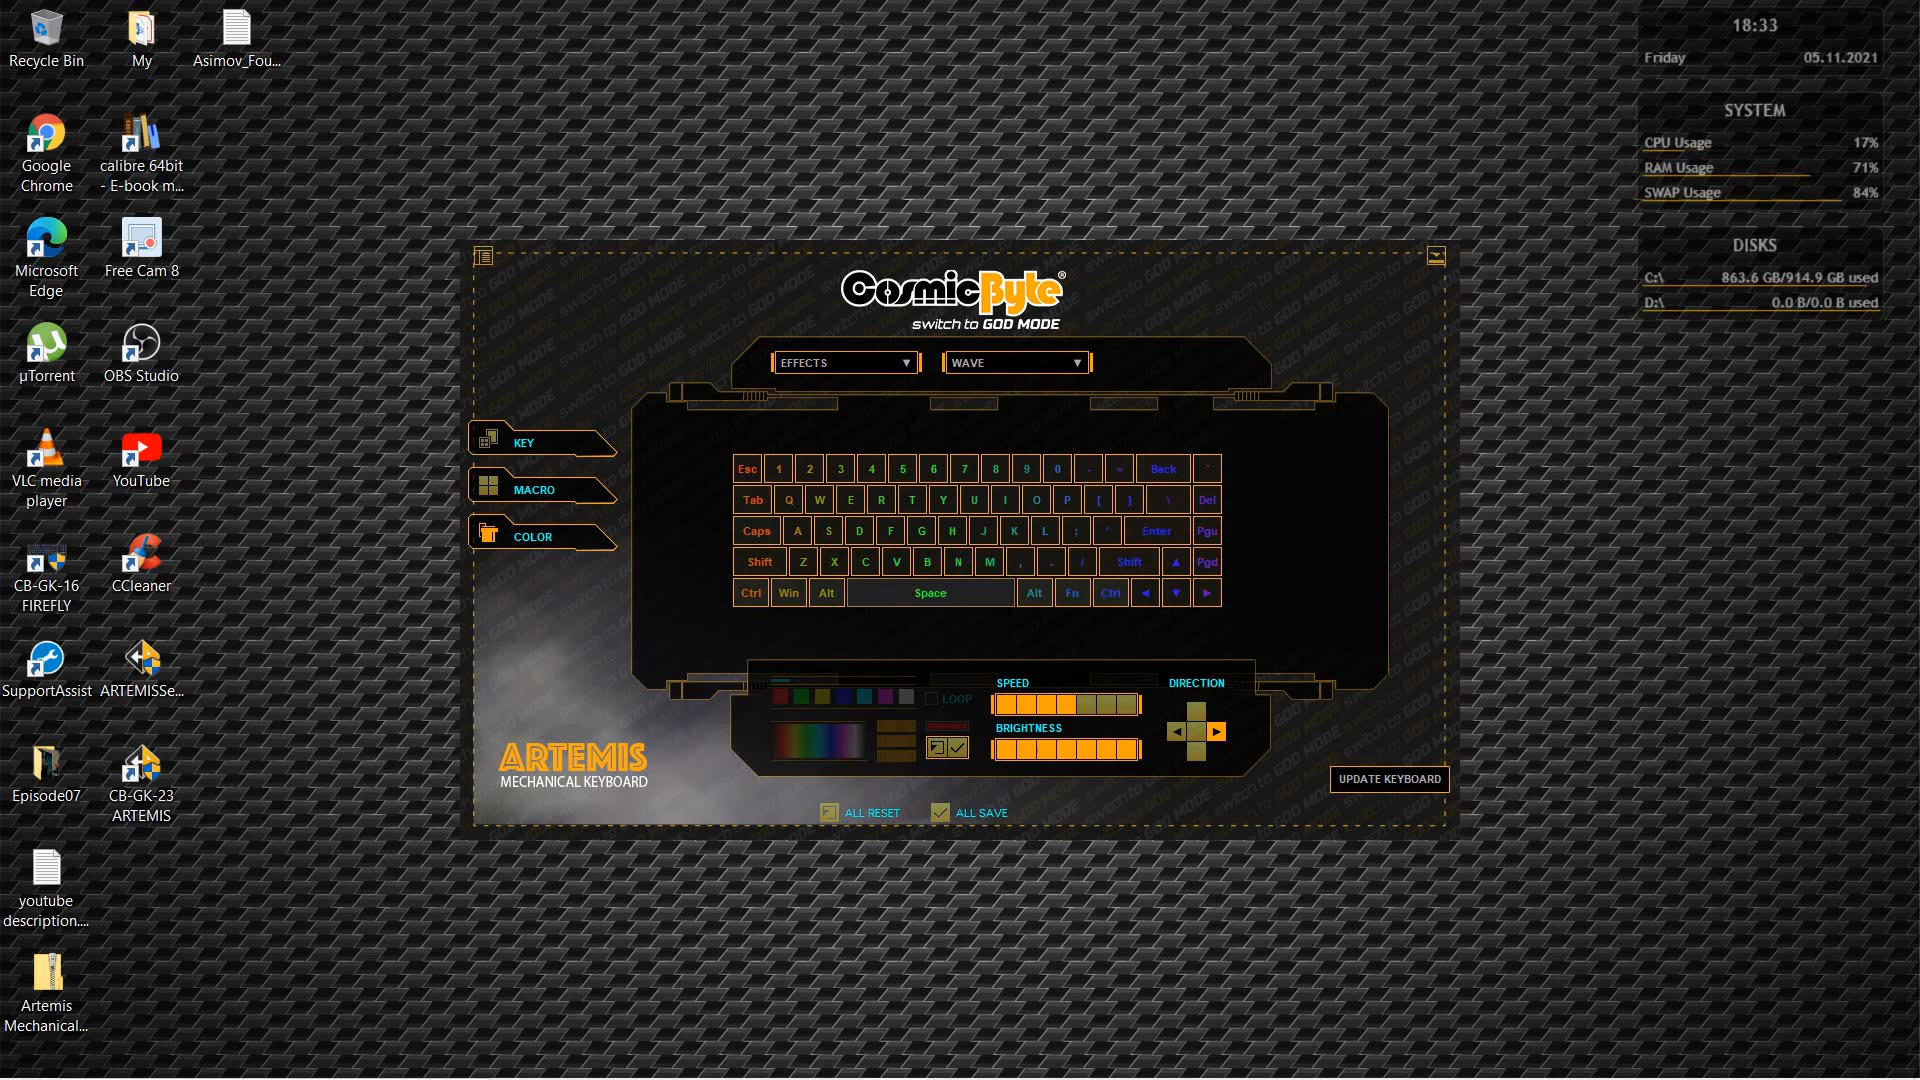 Recycle Bin
My
Asimov_Fou...
Google
Chrome
calibre 64bit
- E-book m...
Microsoft
Edge
Free Cam 8
µTorrent
OBS Studio
VLC media
player
YouTube
CB-GK-16
FIREFLY
CCleaner
SupportAssist
ARTEMISSe...
Episode07
CB-GK-23
ARTEMIS
youtube
description....
Artemis
Mechanical...
18:33
Friday 05.11.2021
SYSTEM
CPU Usage 17%
RAM Usage 71%
SWAP Usage 84%
DISKS
C:\ 863.6 GB/914.9 GB used
D:\ 0.0 B/0.0 B used
CosmicByte®
switch to GOD MODE
EFFECTS ▼ WAVE ▼
KEY
MACRO
COLOR
Esc 1 2 3 4 5 6 7 8 9 0 - = Back `
Tab Q W E R T Y U I O P [ ] \ Del
Caps A S D F G H J K L ; ' Enter Pgu
Shift Z X C V B N M , . / Shift ▲ Pgd
Ctrl Win Alt Space Alt Fn Ctrl ◄ ▼ ►
LOOP
SPEED
BRIGHTNESS
DIRECTION
ARTEMIS
MECHANICAL KEYBOARD
UPDATE KEYBOARD
ALL RESET ALL SAVE